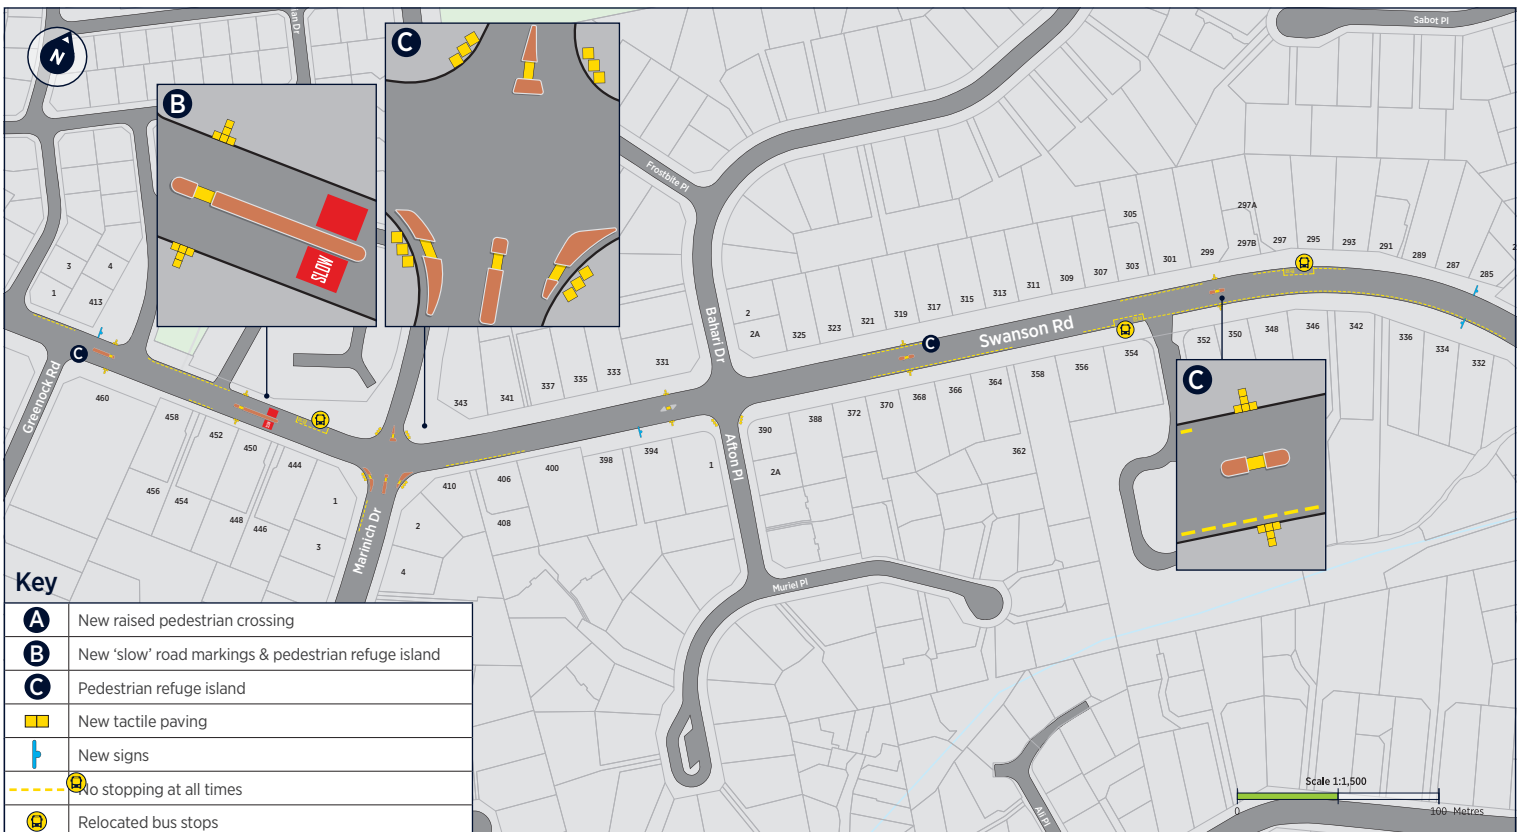 Sabot Pl
an Dr
N
C
B
SLOW
Frostbite Pl
305
297A
297B
297
295
293
291
289
287
285
2
299
301
303
307
309
311
313
315
317
319
321
323
325
2
2A
3
4
1
413
C
Bahari Dr
Swanson Rd
C
331
333
335
337
341
343
Greenock Rd
460
458
452
450
444
456
454
448
446
1
3
Marinich Dr
410
2
4
406
408
400
398
394
1
Afton Pl
390
2A
388
372
370
368
366
364
362
358
356
354
352
350
348
346
342
336
334
332
C
Muriel Pl
Ali Pl
Key
A New raised pedestrian crossing
B New ‘slow’ road markings & pedestrian refuge island
C Pedestrian refuge island
New tactile paving
New signs
No stopping at all times
Relocated bus stops
Scale 1:1,500
0 100 Metres